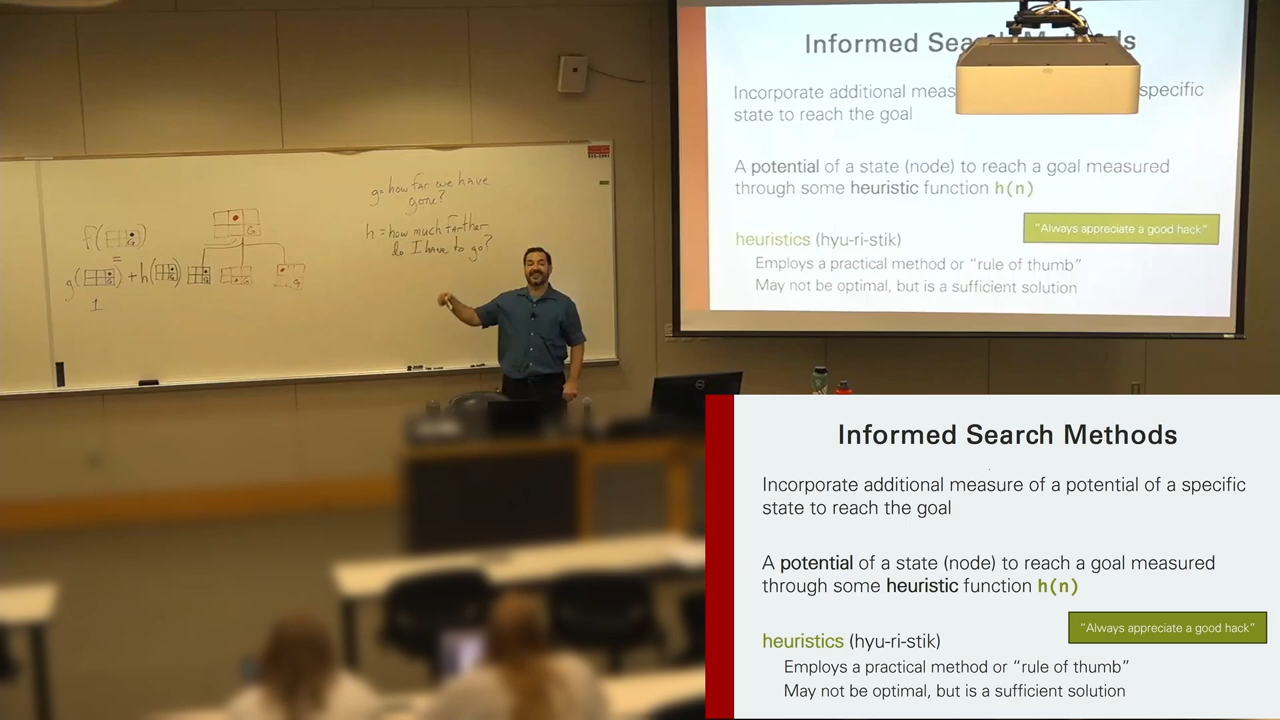 g= how far we have
gone?
h = how much farther
do I have to go?
f( G )
=
g( G ) + h( G )
1
G
G
G
Informed Sea s
Incorporate additional meas specific
state to reach the goal
A potential of a state (node) to reach a goal measured
through some heuristic function h(n)
"Always appreciate a good hack"
heuristics (hyu-ri-stik)
Employs a practical method or "rule of thumb"
May not be optimal, but is a sufficient solution
DELL
Informed Search Methods
Incorporate additional measure of a potential of a specific
state to reach the goal
A potential of a state (node) to reach a goal measured
through some heuristic function h(n)
"Always appreciate a good hack"
heuristics (hyu-ri-stik)
Employs a practical method or "rule of thumb"
May not be optimal, but is a sufficient solution